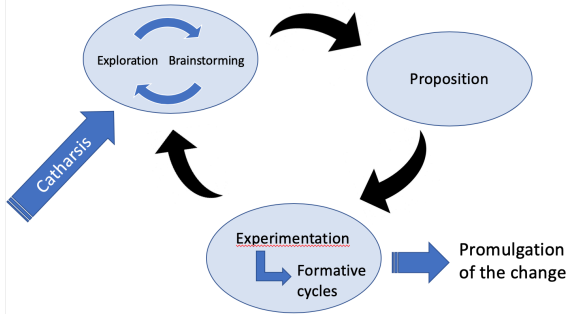 Exploration Brainstorming
Proposition
Catharsis
Experimentation
Formative
cycles
Promulgation
of the change